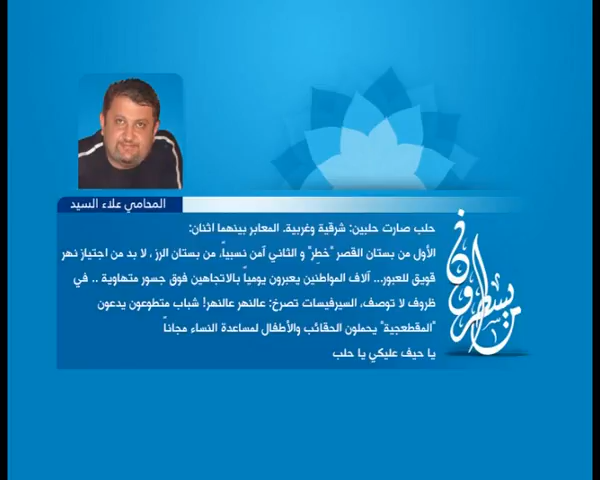 المحامي علاء السيد
حلب صارت حلبين: شرقية وغربية. المعابر بينهما اثنان:
الأول من بستان القصر "خطِر" و الثاني آمن نسبياً، من بستان الرز ، لا بد من اجتياز نهر
قويق للعبور... آلاف المواطنين يعبرون يومياً بالاتجاهين فوق جسور متهاوية .. في
ظروف لا توصف، السيرفيسات تصرخ: عالنهر عالنهر! شباب متطوعون يدعون
"المقطعجية" يحملون الحقائب والأطفال لمساعدة النساء مجاناً
يا حيف عليكي يا حلب